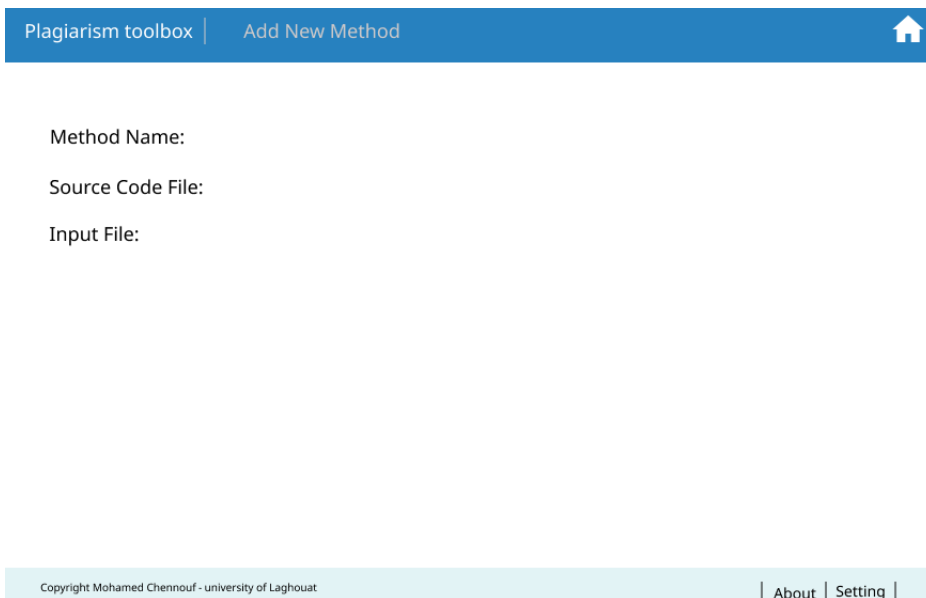 Plagiarism toolbox | Add New Method
Method Name:
Source Code File:
Input File:
Copyright Mohamed Chennouf - university of Laghouat
| About | Setting |